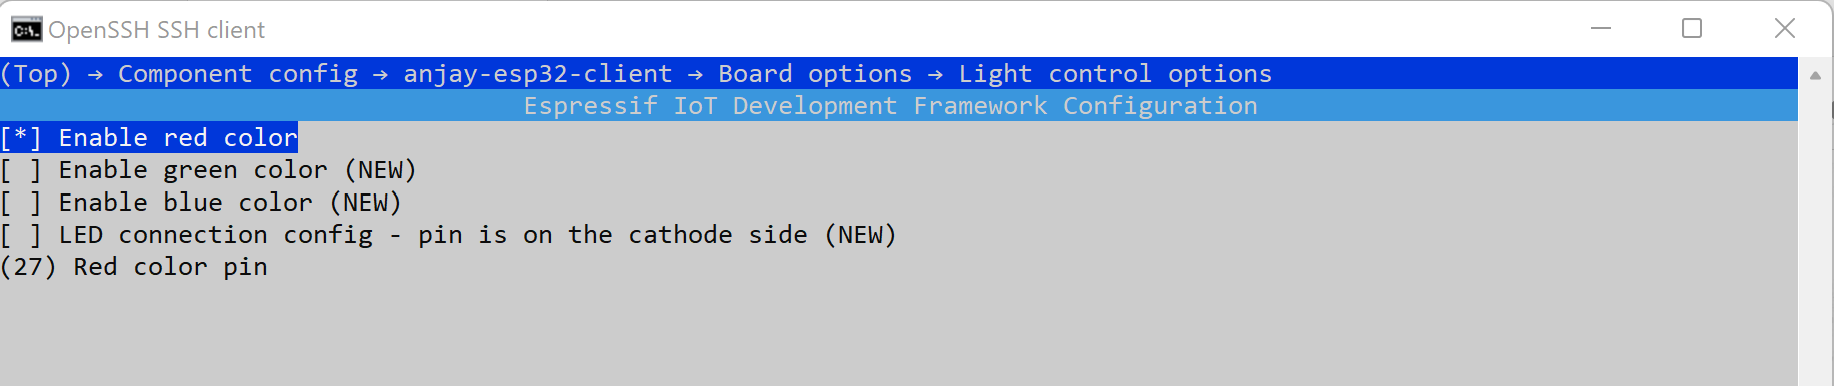 OpenSSH SSH client
(Top) → Component config → anjay-esp32-client → Board options → Light control options
Espressif IoT Development Framework Configuration
[*] Enable red color
[ ] Enable green color (NEW)
[ ] Enable blue color (NEW)
[ ] LED connection config - pin is on the cathode side (NEW)
(27) Red color pin